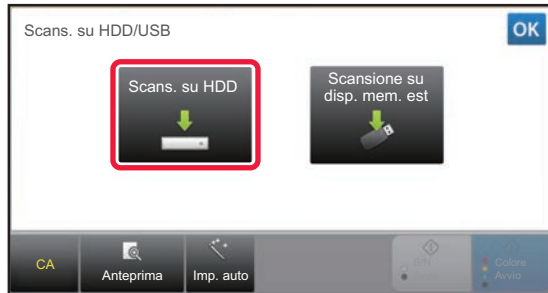 Scans. su HDD/USB
OK
Scans. su HDD
Scansione su
disp. mem. est
CA
Anteprima
Imp. auto
Colore
Avvio